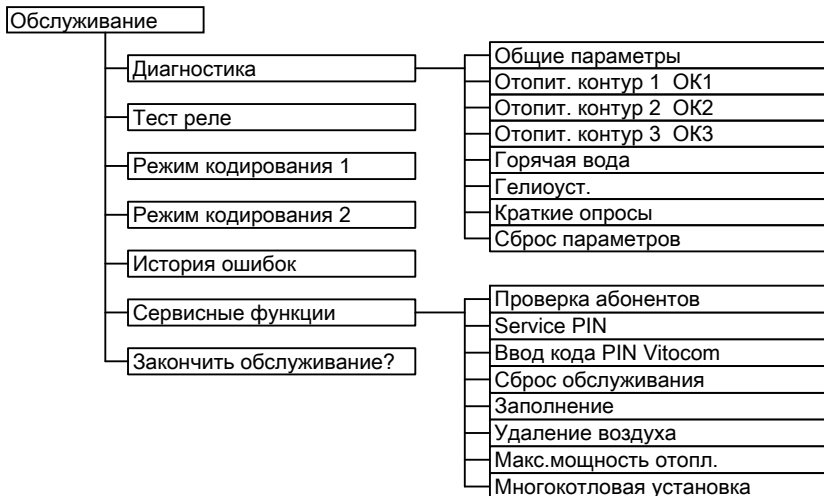 Обслуживание
Диагностика
Общие параметры
Отопит. контур 1 ОК1
Отопит. контур 2 ОК2
Отопит. контур 3 ОК3
Горячая вода
Гелиоуст.
Краткие опросы
Сброс параметров
Тест реле
Режим кодирования 1
Режим кодирования 2
История ошибок
Сервисные функции
Проверка абонентов
Service PIN
Ввод кода PIN Vitocom
Сброс обслуживания
Заполнение
Удаление воздуха
Макс.мощность отопл.
Многокотловая установка
Закончить обслуживание?